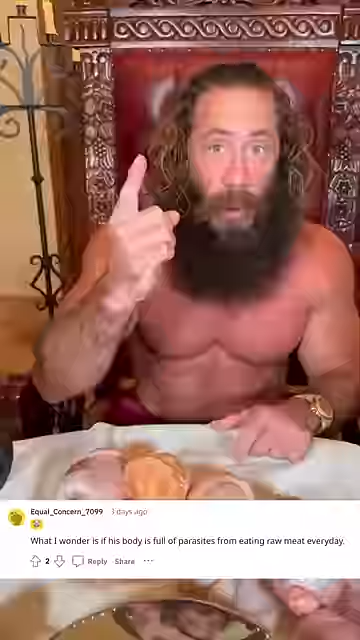 Equal_Concern_7099 3 days ago
What I wonder is if his body is full of parasites from eating raw meat everyday.
2 Reply Share ...